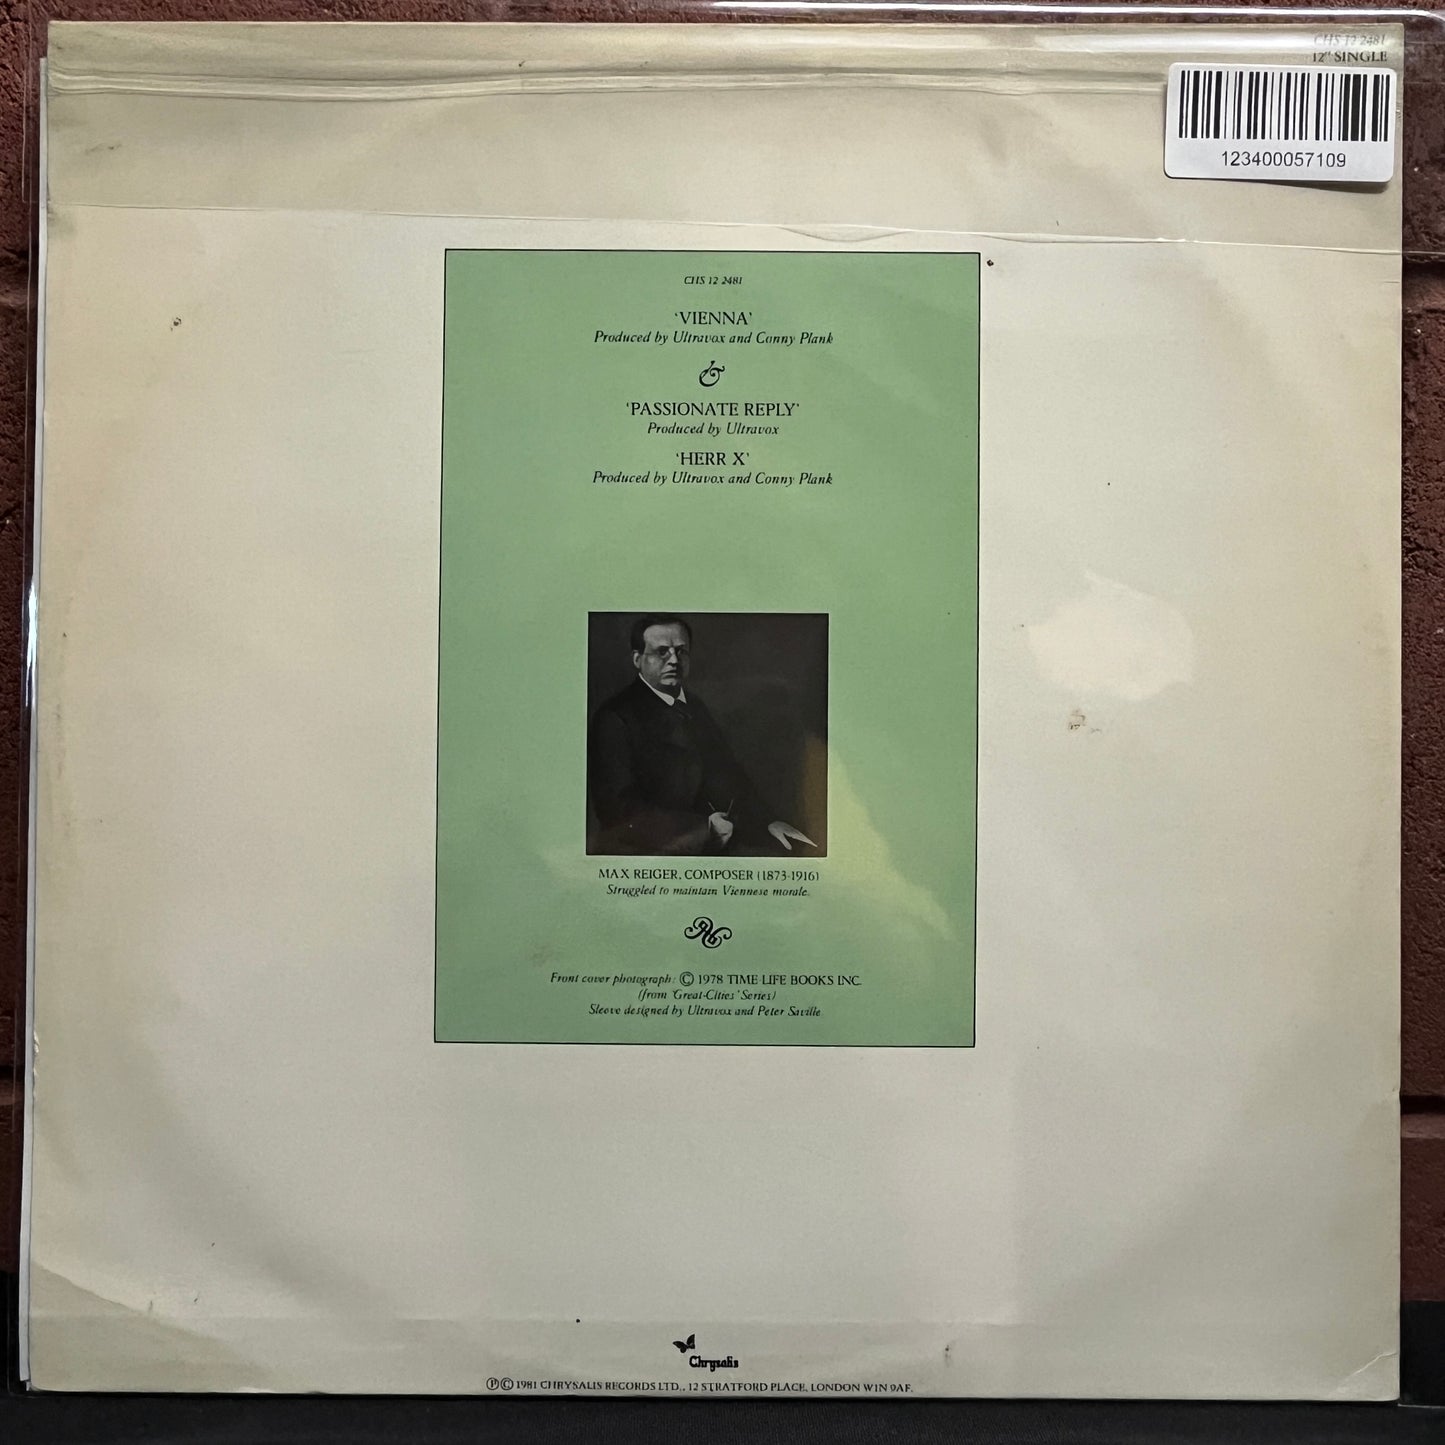 CHS 12 2481
12" SINGLE
123400057109
CHS 12 2481
'VIENNA'
Produced by Ultravox and Conny Plank
&
'PASSIONATE REPLY'
Produced by Ultravox
'HERR X'
Produced by Ultravox and Conny Plank
MAX REIGER, COMPOSER (1873-1916)
Struggled to maintain Viennese morale.
Front cover photograph: © 1978 TIME-LIFE BOOKS INC.
(from 'Great-Cities' Series)
Sleeve designed by Ultravox and Peter Saville.
Chrysalis
℗© 1981 CHRYSALIS RECORDS LTD., 12 STRATFORD PLACE, LONDON W1N 9AF.